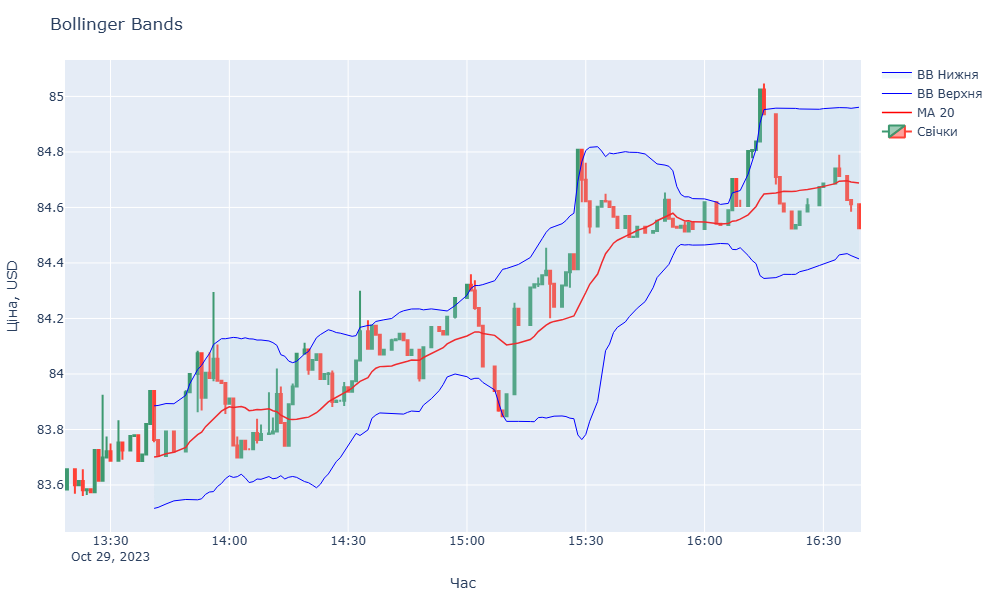 Bollinger Bands
BB Нижня
BB Верхня
MA 20
Свічки
85
84.8
84.6
84.4
84.2
84
83.8
83.6
Ціна, USD
13:30
14:00
14:30
15:00
15:30
16:00
16:30
Oct 29, 2023
Час